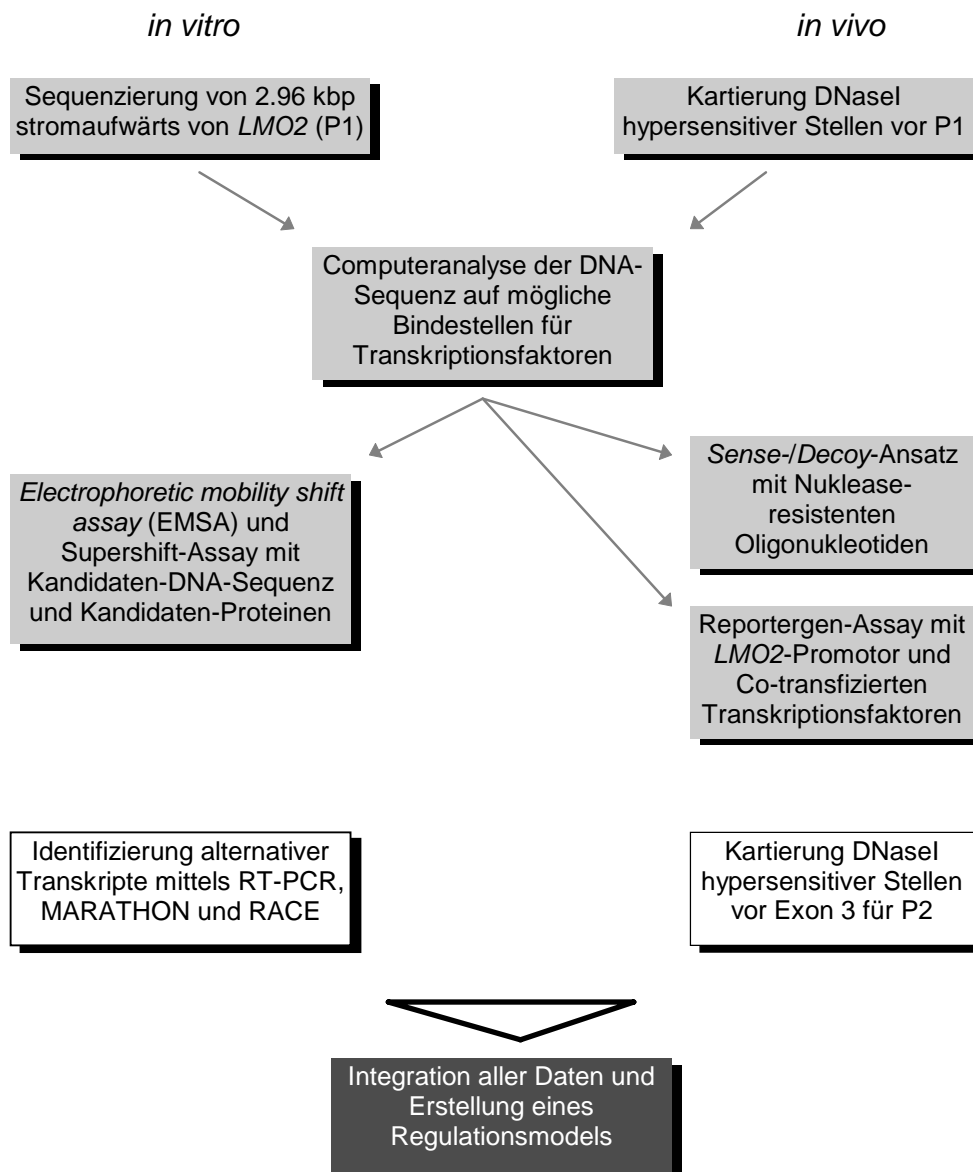 in vitro
in vivo
Sequenzierung von 2.96 kbp
stromaufwärts von LMO2 (P1)
Kartierung DNaseI
hypersensitiver Stellen vor P1
Computeranalyse der DNA-
Sequenz auf mögliche
Bindestellen für
Transkriptionsfaktoren
Electrophoretic mobility shift
assay (EMSA) und
Supershift-Assay mit
Kandidaten-DNA-Sequenz
und Kandidaten-Proteinen
Sense-/Decoy-Ansatz
mit Nuklease-
resistenten
Oligonukleotiden
Reportergen-Assay mit
LMO2-Promotor und
Co-transfizierten
Transkriptionsfaktoren
Identifizierung alternativer
Transkripte mittels RT-PCR,
MARATHON und RACE
Kartierung DNaseI
hypersensitiver Stellen
vor Exon 3 für P2
Integration aller Daten und
Erstellung eines
Regulationsmodels